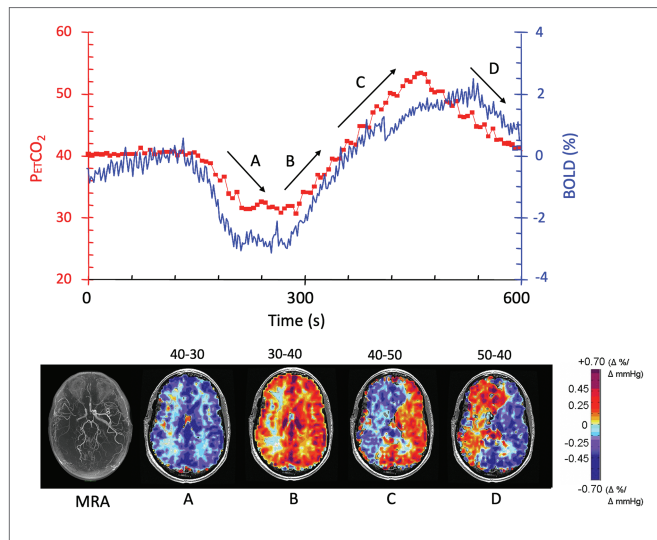 60
50
40
30
20
PETCO2
4
2
0
-2
-4
BOLD (%)
A
B
C
D
0
300
600
Time (s)
40-30
30-40
40-50
50-40
MRA
A
B
C
D
+0.70 (Δ %/
Δ mmHg)
0.45
0.25
0
-0.25
-0.45
-0.70 (Δ %/
Δ mmHg)